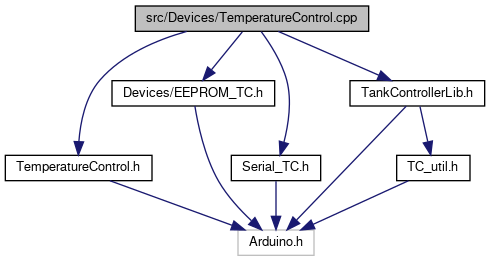 src/Devices/TemperatureControl.cpp
Devices/EEPROM_TC.h
TankControllerLib.h
TemperatureControl.h
Serial_TC.h
TC_util.h
Arduino.h